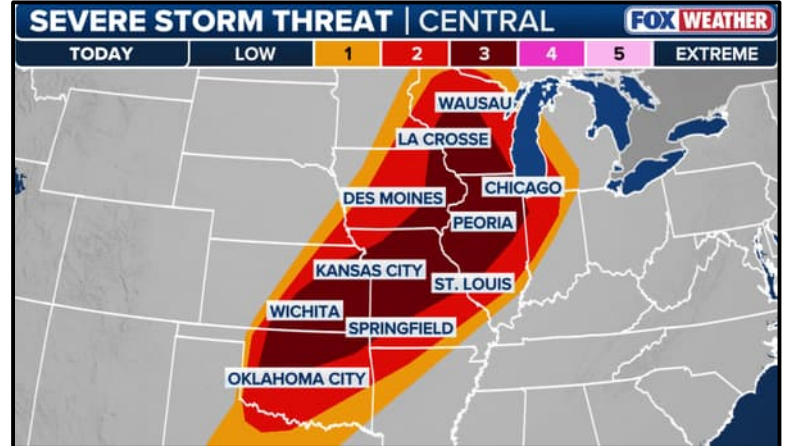 SEVERE STORM THREAT | CENTRAL FOX WEATHER
TODAY LOW 1 2 3 4 5 EXTREME
WAUSAU
LA CROSSE
CHICAGO
DES MOINES
PEORIA
KANSAS CITY
ST. LOUIS
WICHITA
SPRINGFIELD
OKLAHOMA CITY